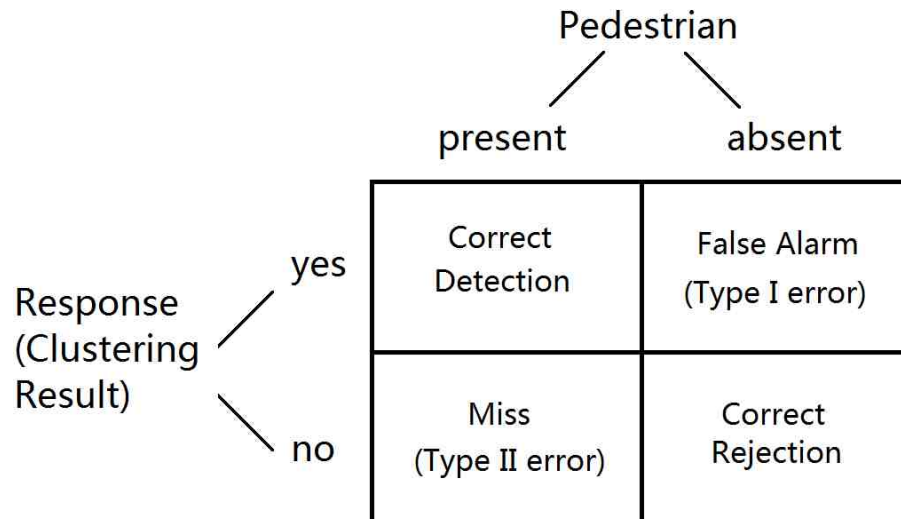 Pedestrian
present
absent
yes
Correct
Detection
False Alarm
(Type I error)
Response
(Clustering
Result)
no
Miss
(Type II error)
Correct
Rejection